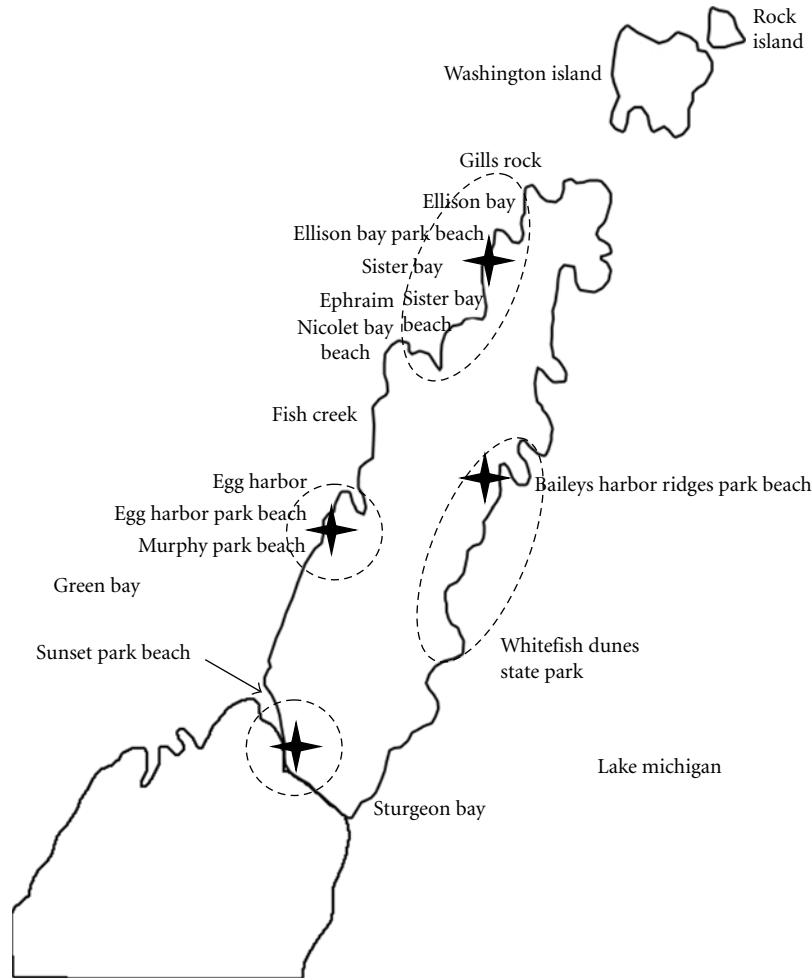 Rock
island
Washington island
Gills rock
Ellison bay
Ellison bay park beach
Sister bay
Ephraim
Sister bay
beach
Nicolet bay
beach
Fish creek
Egg harbor
Egg harbor park beach
Murphy park beach
Baileys harbor ridges park beach
Green bay
Sunset park beach
Whitefish dunes
state park
Lake michigan
Sturgeon bay